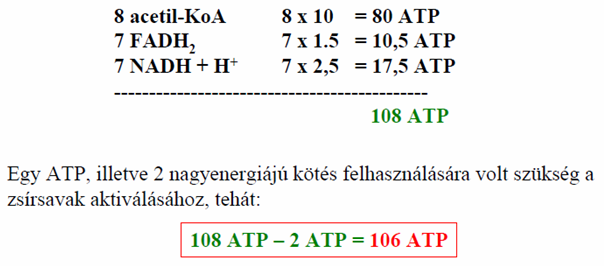 8 acetil-KoA 8 x 10 = 80 ATP
7 FADH₂ 7 x 1.5 = 10,5 ATP
7 NADH + H⁺ 7 x 2,5 = 17,5 ATP
---------------------------------------------
108 ATP
Egy ATP, illetve 2 nagyenergiájú kötés felhasználására volt szükség a
zsírsavak aktiválásához, tehát:
108 ATP – 2 ATP = 106 ATP